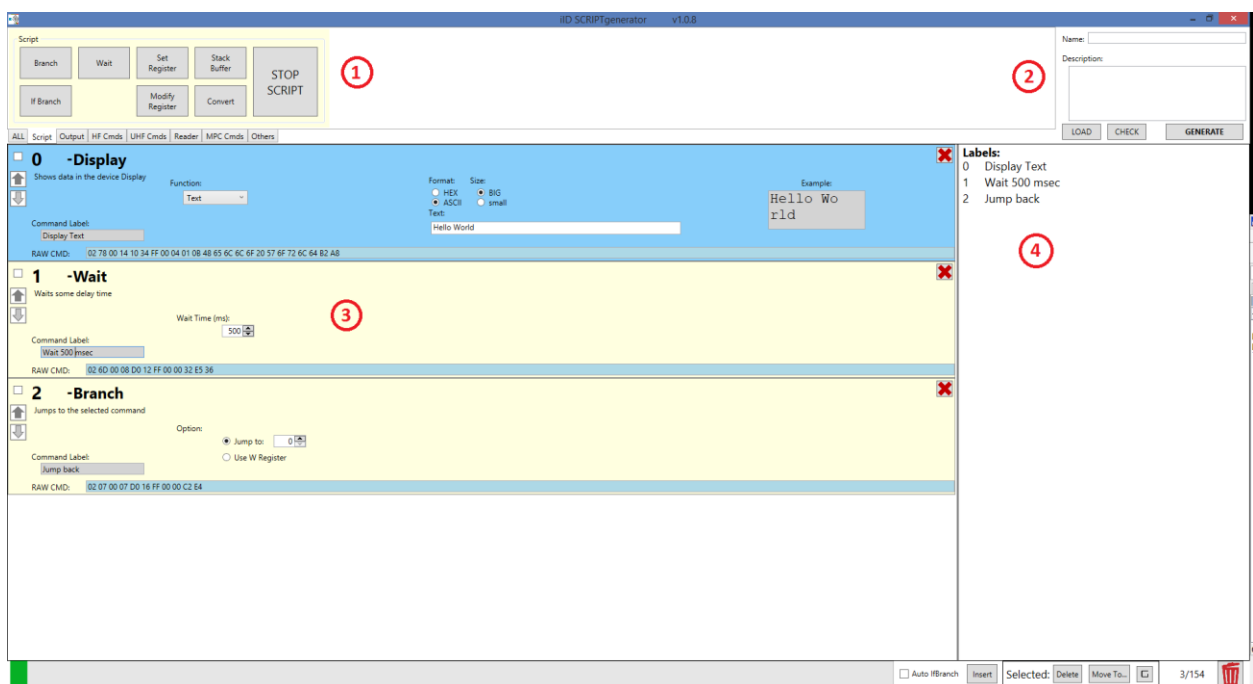 iID SCRIPTgenerator v1.0.8
Script
Branch
Wait
Set Register
Stack Buffer
STOP SCRIPT
If Branch
Modify Register
Convert
1
2
Name:
Description:
LOAD CHECK GENERATE
ALL Script Output HF Cmds UHF Cmds Reader MPC Cmds Others
0 -Display
Shows data in the device Display
Function:
Text
Format: Size:
HEX BIG
ASCII small
Text:
Hello World
Example:
Hello Wo
rld
Command Label:
Display Text
RAW CMD: 02 78 00 14 10 34 FF 00 04 01 0B 48 65 6C 6C 6F 20 57 6F 72 6C 64 B2 A8
1 -Wait
Waits some delay time
Wait Time (ms):
500
3
Command Label:
Wait 500 msec
RAW CMD: 02 6D 00 08 D0 12 FF 00 00 32 E5 36
2 -Branch
Jumps to the selected command
Option:
Jump to: 0
Use W Register
Command Label:
Jump back
RAW CMD: 02 07 00 07 D0 16 FF 00 00 C2 E4
Labels:
0 Display Text
1 Wait 500 msec
2 Jump back
4
Auto IfBranch Insert Selected: Delete Move To... 3/154